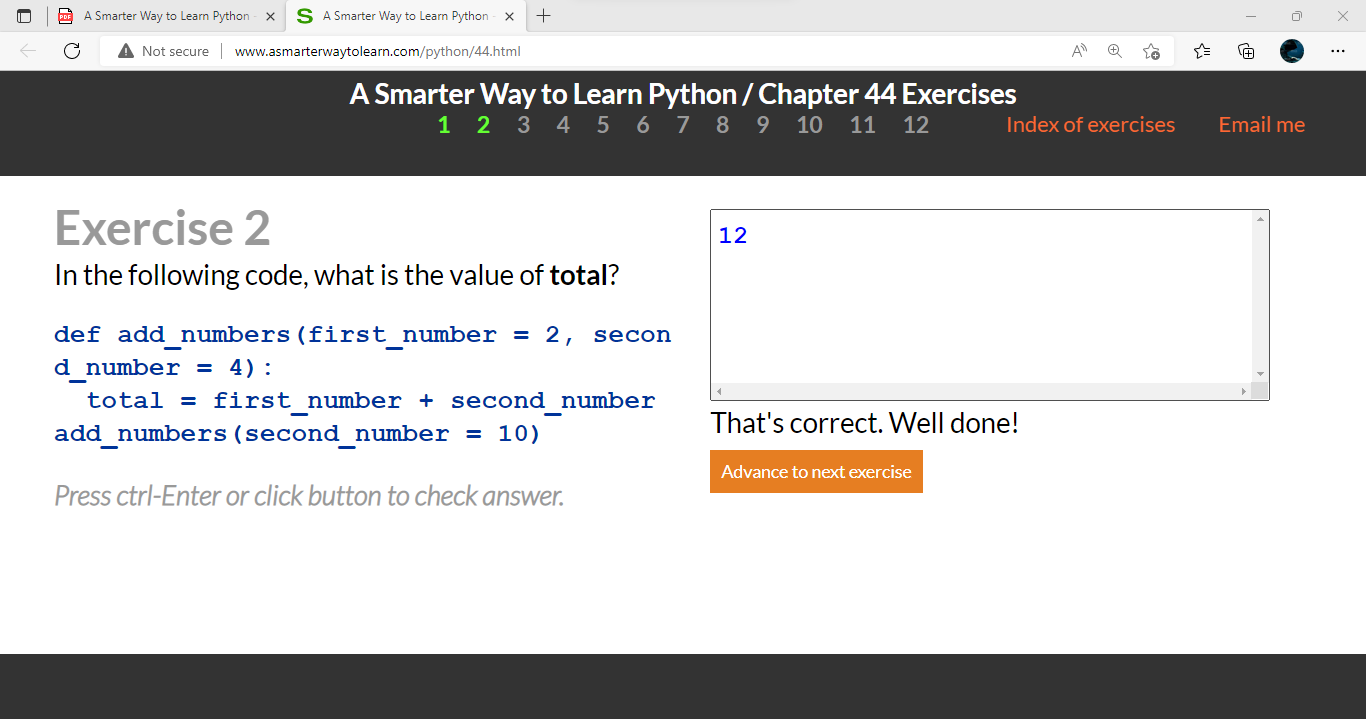 A Smarter Way to Learn Python -
A Smarter Way to Learn Python -
Not secure
www.asmarterwaytolearn.com/python/44.html
A Smarter Way to Learn Python / Chapter 44 Exercises
1 2 3 4 5 6 7 8 9 10 11 12 Index of exercises Email me
Exercise 2
In the following code, what is the value of total?
def add_numbers(first_number = 2, secon
d_number = 4):
  total = first_number + second_number
add_numbers(second_number = 10)
Press ctrl-Enter or click button to check answer.
12
That's correct. Well done!
Advance to next exercise